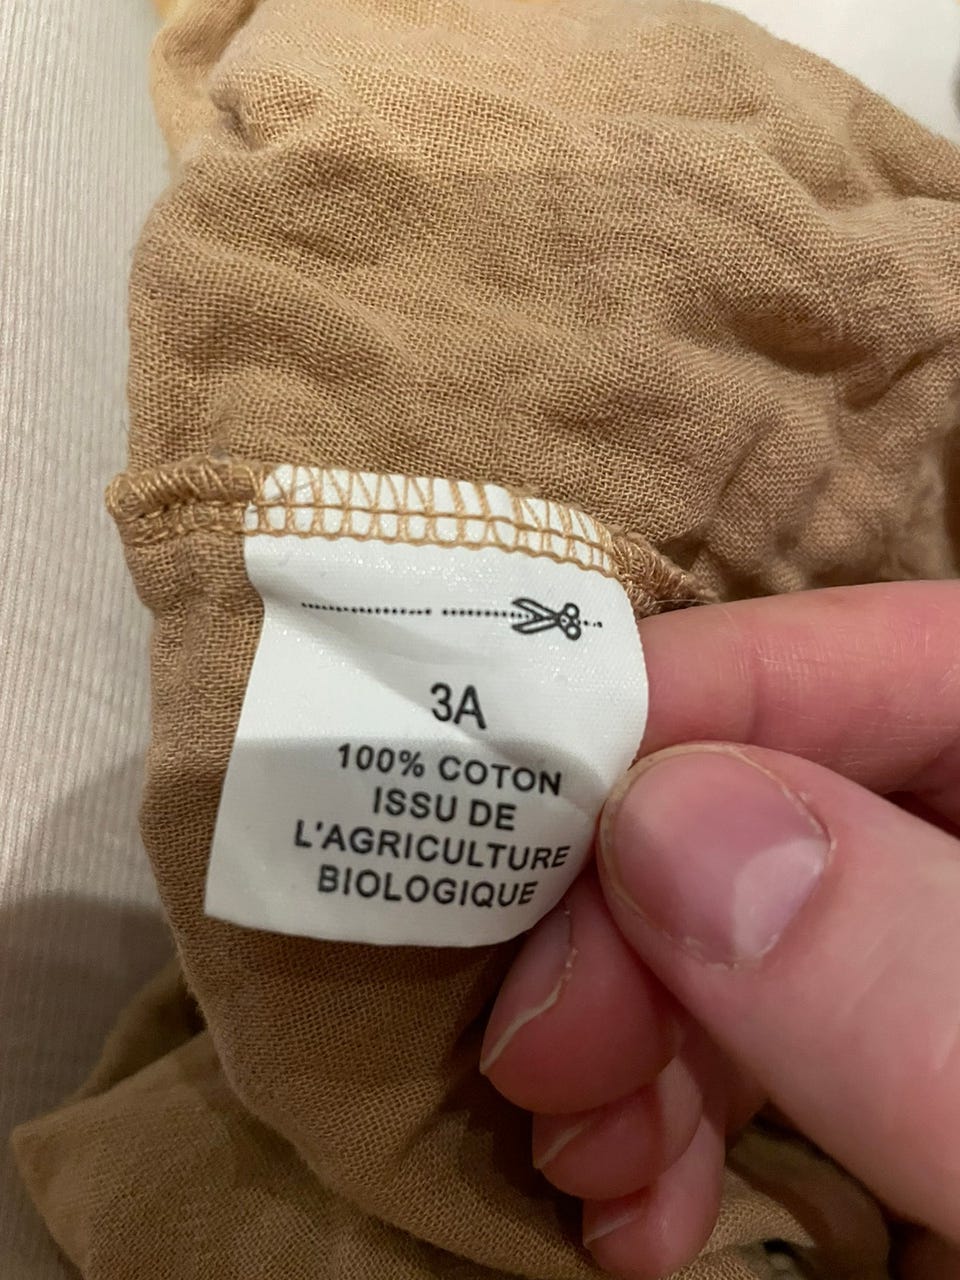 3A
100% COTON
ISSU DE
L'AGRICULTURE
BIOLOGIQUE